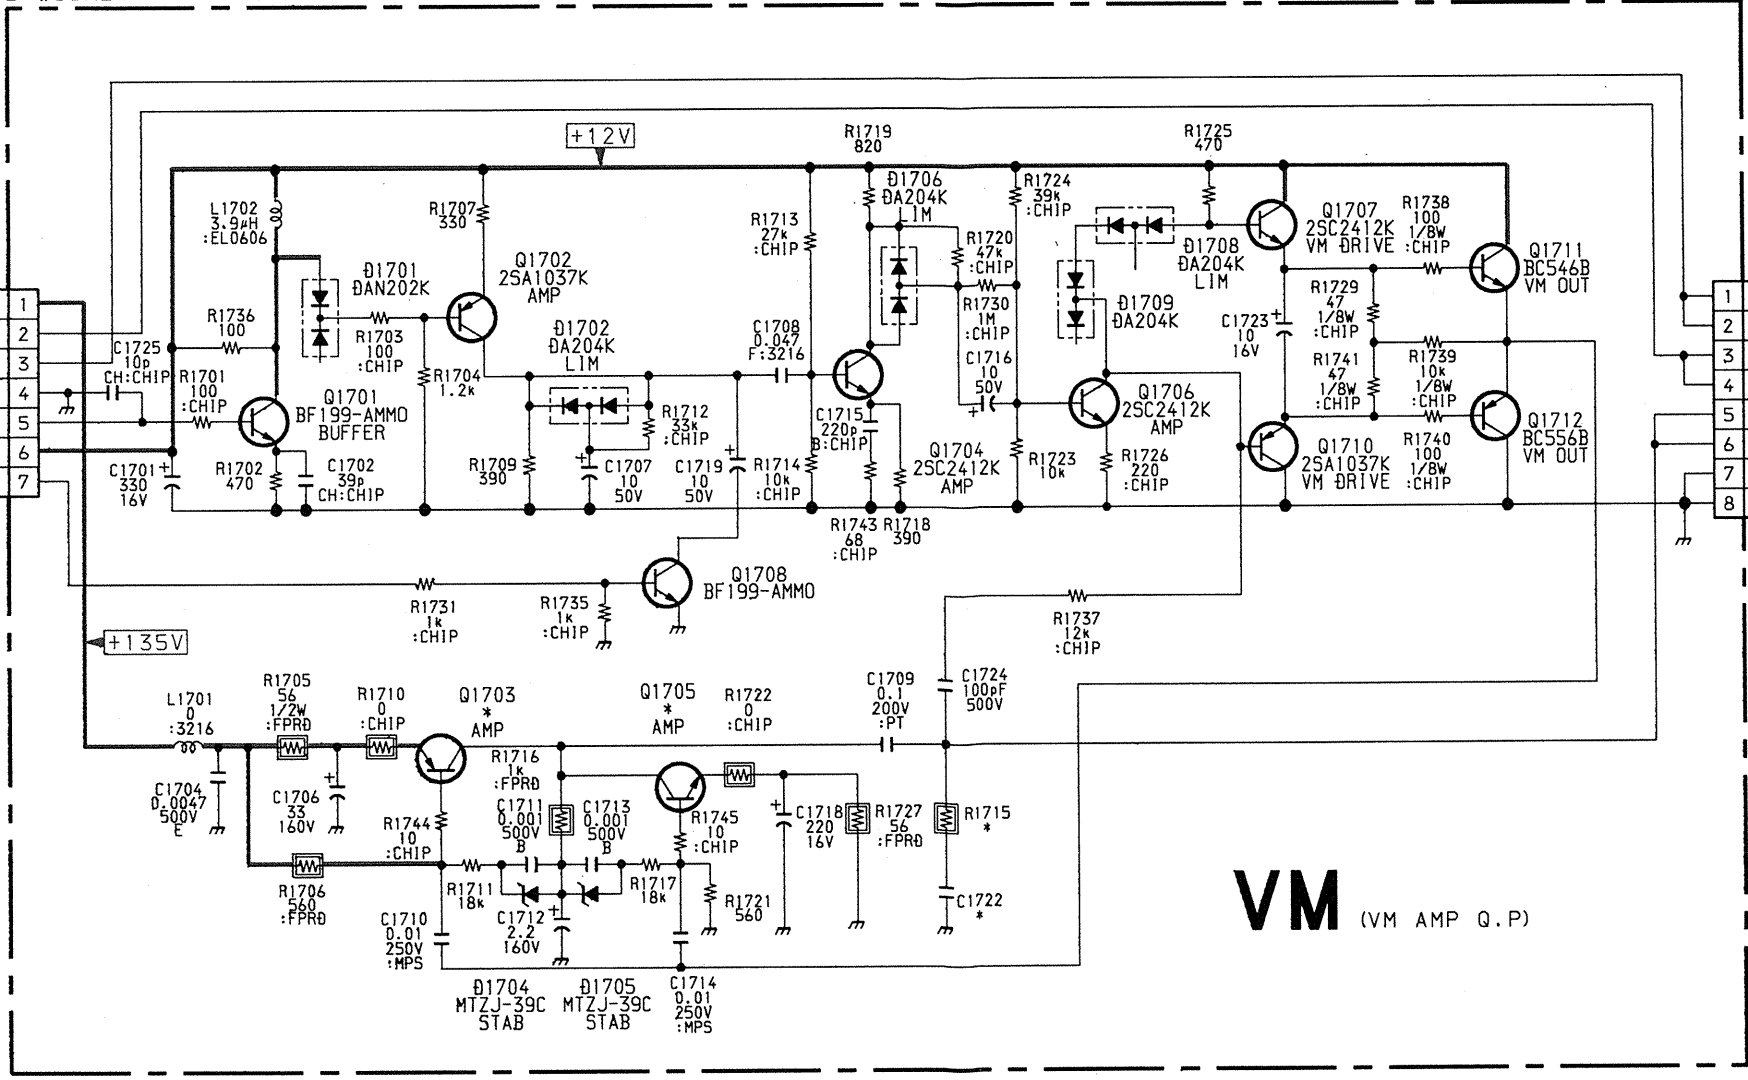 +12V
R1719
820
R1725
470
L1702
3.9µH
:EL0606
R1707
330
R1713
27k
:CHIP
D1706
DA204K
LIM
R1724
39k
:CHIP
Q1707
2SC2412K
VM DRIVE
R1738
100
1/8W
:CHIP
Q1711
BC546B
VM OUT
D1701
DAN202K
Q1702
2SA1037K
AMP
R1720
47k
:CHIP
D1708
DA204K
LIM
R1736
100
R1703
100
:CHIP
D1702
DA204K
LIM
C1708
0.047
F:3216
R1730
1M
:CHIP
D1709
DA204K
C1723
10
16V
R1729
47
1/8W
:CHIP
1
2
3
4
5
6
7
C1725
10p
CH:CHIP
R1701
100
:CHIP
Q1701
BF199-AMMO
BUFFER
R1704
1.2k
C1716
10
50V
Q1706
2SC2412K
AMP
R1741
47
1/8W
:CHIP
R1739
10k
1/8W
:CHIP
1
2
3
4
5
6
7
8
C1701
330
16V
R1702
470
C1702
39p
CH:CHIP
R1709
390
C1707
10
50V
R1712
33k
:CHIP
C1719
10
50V
R1714
10k
:CHIP
C1715
220p
B:CHIP
Q1704
2SC2412K
AMP
R1723
10k
R1726
220
:CHIP
Q1710
2SA1037K
VM DRIVE
R1740
100
1/8W
:CHIP
Q1712
BC556B
VM OUT
R1743
68
:CHIP
R1718
390
R1731
1k
:CHIP
R1735
1k
:CHIP
Q1708
BF199-AMMO
R1737
12k
:CHIP
+135V
L1701
0
:3216
R1705
56
1/2W
:FPRD
R1710
0
:CHIP
Q1703
*
AMP
Q1705
*
AMP
R1722
0
:CHIP
C1709
0.1
200V
:PT
C1724
100pF
500V
R1716
1k
:FPRD
C1704
0.0047
500V
E
C1706
33
160V
R1744
10
:CHIP
C1711
0.001
500V
B
C1713
0.001
500V
B
R1745
10
:CHIP
C1718
220
16V
R1727
56
:FPRD
R1715
*
R1706
560
:FPRD
R1711
18k
R1717
18k
R1721
560
C1722
*
C1710
0.01
250V
:MPS
C1712
2.2
160V
D1704
MTZJ-39C
STAB
D1705
MTZJ-39C
STAB
C1714
0.01
250V
:MPS
VM (VM AMP Q.P)